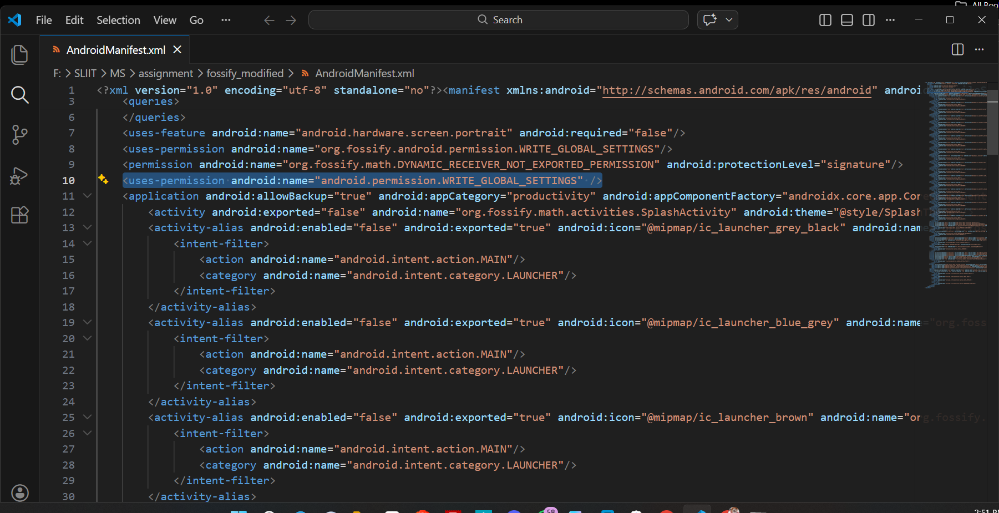 All Boo
File Edit Selection View Go ··· Search
AndroidManifest.xml
F: > SLIIT > MS > assignment > fossify_modified > AndroidManifest.xml
1 <?xml version="1.0" encoding="utf-8" standalone="no"?><manifest xmlns:android="http://schemas.android.com/apk/res/android" androi
3 <queries>
6 </queries>
7 <uses-feature android:name="android.hardware.screen.portrait" android:required="false"/>
8 <uses-permission android:name="org.fossify.android.permission.WRITE_GLOBAL_SETTINGS"/>
9 <permission android:name="org.fossify.math.DYNAMIC_RECEIVER_NOT_EXPORTED_PERMISSION" android:protectionLevel="signature"/>
10 <uses-permission android:name="android.permission.WRITE_GLOBAL_SETTINGS" />
11 <application android:allowBackup="true" android:appCategory="productivity" android:appComponentFactory="androidx.core.app.Cor
12 <activity android:exported="false" android:name="org.fossify.math.activities.SplashActivity" android:theme="@style/Splash
13 <activity-alias android:enabled="false" android:exported="true" android:icon="@mipmap/ic_launcher_grey_black" android:nam
14 <intent-filter>
15 <action android:name="android.intent.action.MAIN"/>
16 <category android:name="android.intent.category.LAUNCHER"/>
17 </intent-filter>
18 </activity-alias>
19 <activity-alias android:enabled="false" android:exported="true" android:icon="@mipmap/ic_launcher_blue_grey" android:name="org.foss
20 <intent-filter>
21 <action android:name="android.intent.action.MAIN"/>
22 <category android:name="android.intent.category.LAUNCHER"/>
23 </intent-filter>
24 </activity-alias>
25 <activity-alias android:enabled="false" android:exported="true" android:icon="@mipmap/ic_launcher_brown" android:name="org.fossify.
26 <intent-filter>
27 <action android:name="android.intent.action.MAIN"/>
28 <category android:name="android.intent.category.LAUNCHER"/>
29 </intent-filter>
30 </activity-alias>
58 2:51 P